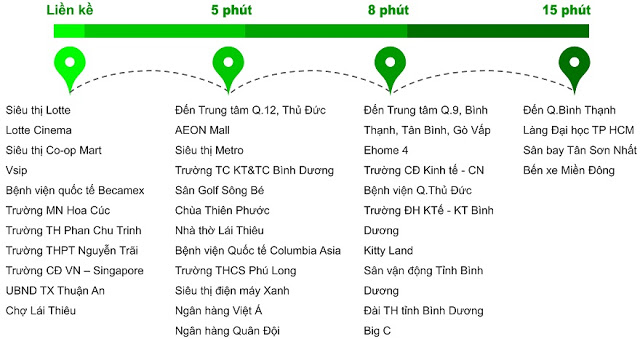 Liền kề
5 phút
8 phút
15 phút
Siêu thị Lotte
Lotte Cinema
Siêu thị Co-op Mart
Vsip
Bệnh viện quốc tế Becamex
Trường MN Hoa Cúc
Trường TH Phan Chu Trinh
Trường THPT Nguyễn Trãi
Trường CĐ VN – Singapore
UBND TX Thuận An
Chợ Lái Thiêu
Đến Trung tâm Q.12, Thủ Đức
AEON Mall
Siêu thị Metro
Trường TC KT&TC Bình Dương
Sân Golf Sông Bé
Chùa Thiên Phước
Nhà thờ Lái Thiêu
Bệnh viện Quốc tế Columbia Asia
Trường THCS Phú Long
Siêu thị điện máy Xanh
Ngân hàng Việt Á
Ngân hàng Quân Đội
Đến Trung tâm Q.9, Bình
Thạnh, Tân Bình, Gò Vấp
Ehome 4
Trường CĐ Kinh tế - CN
Bệnh viện Q.Thủ Đức
Trường ĐH KTế - KT Bình
Dương
Kitty Land
Sân vận động Tỉnh Bình
Dương
Đài TH tỉnh Bình Dương
Big C
Đến Q.Bình Thạnh
Làng Đại học TP HCM
Sân bay Tân Sơn Nhất
Bến xe Miền Đông